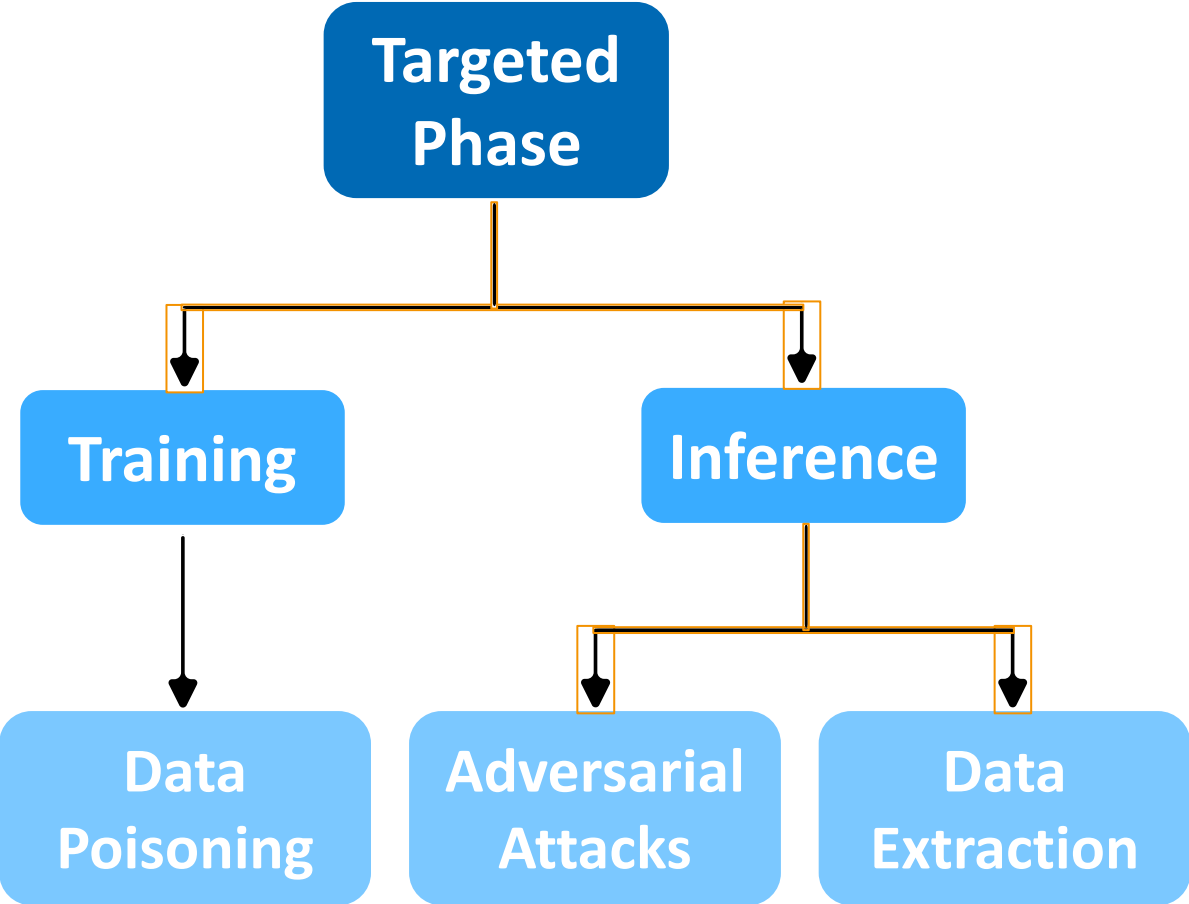 Targeted
Phase
Training
Inference
Data
Poisoning
Adversarial
Attacks
Data
Extraction